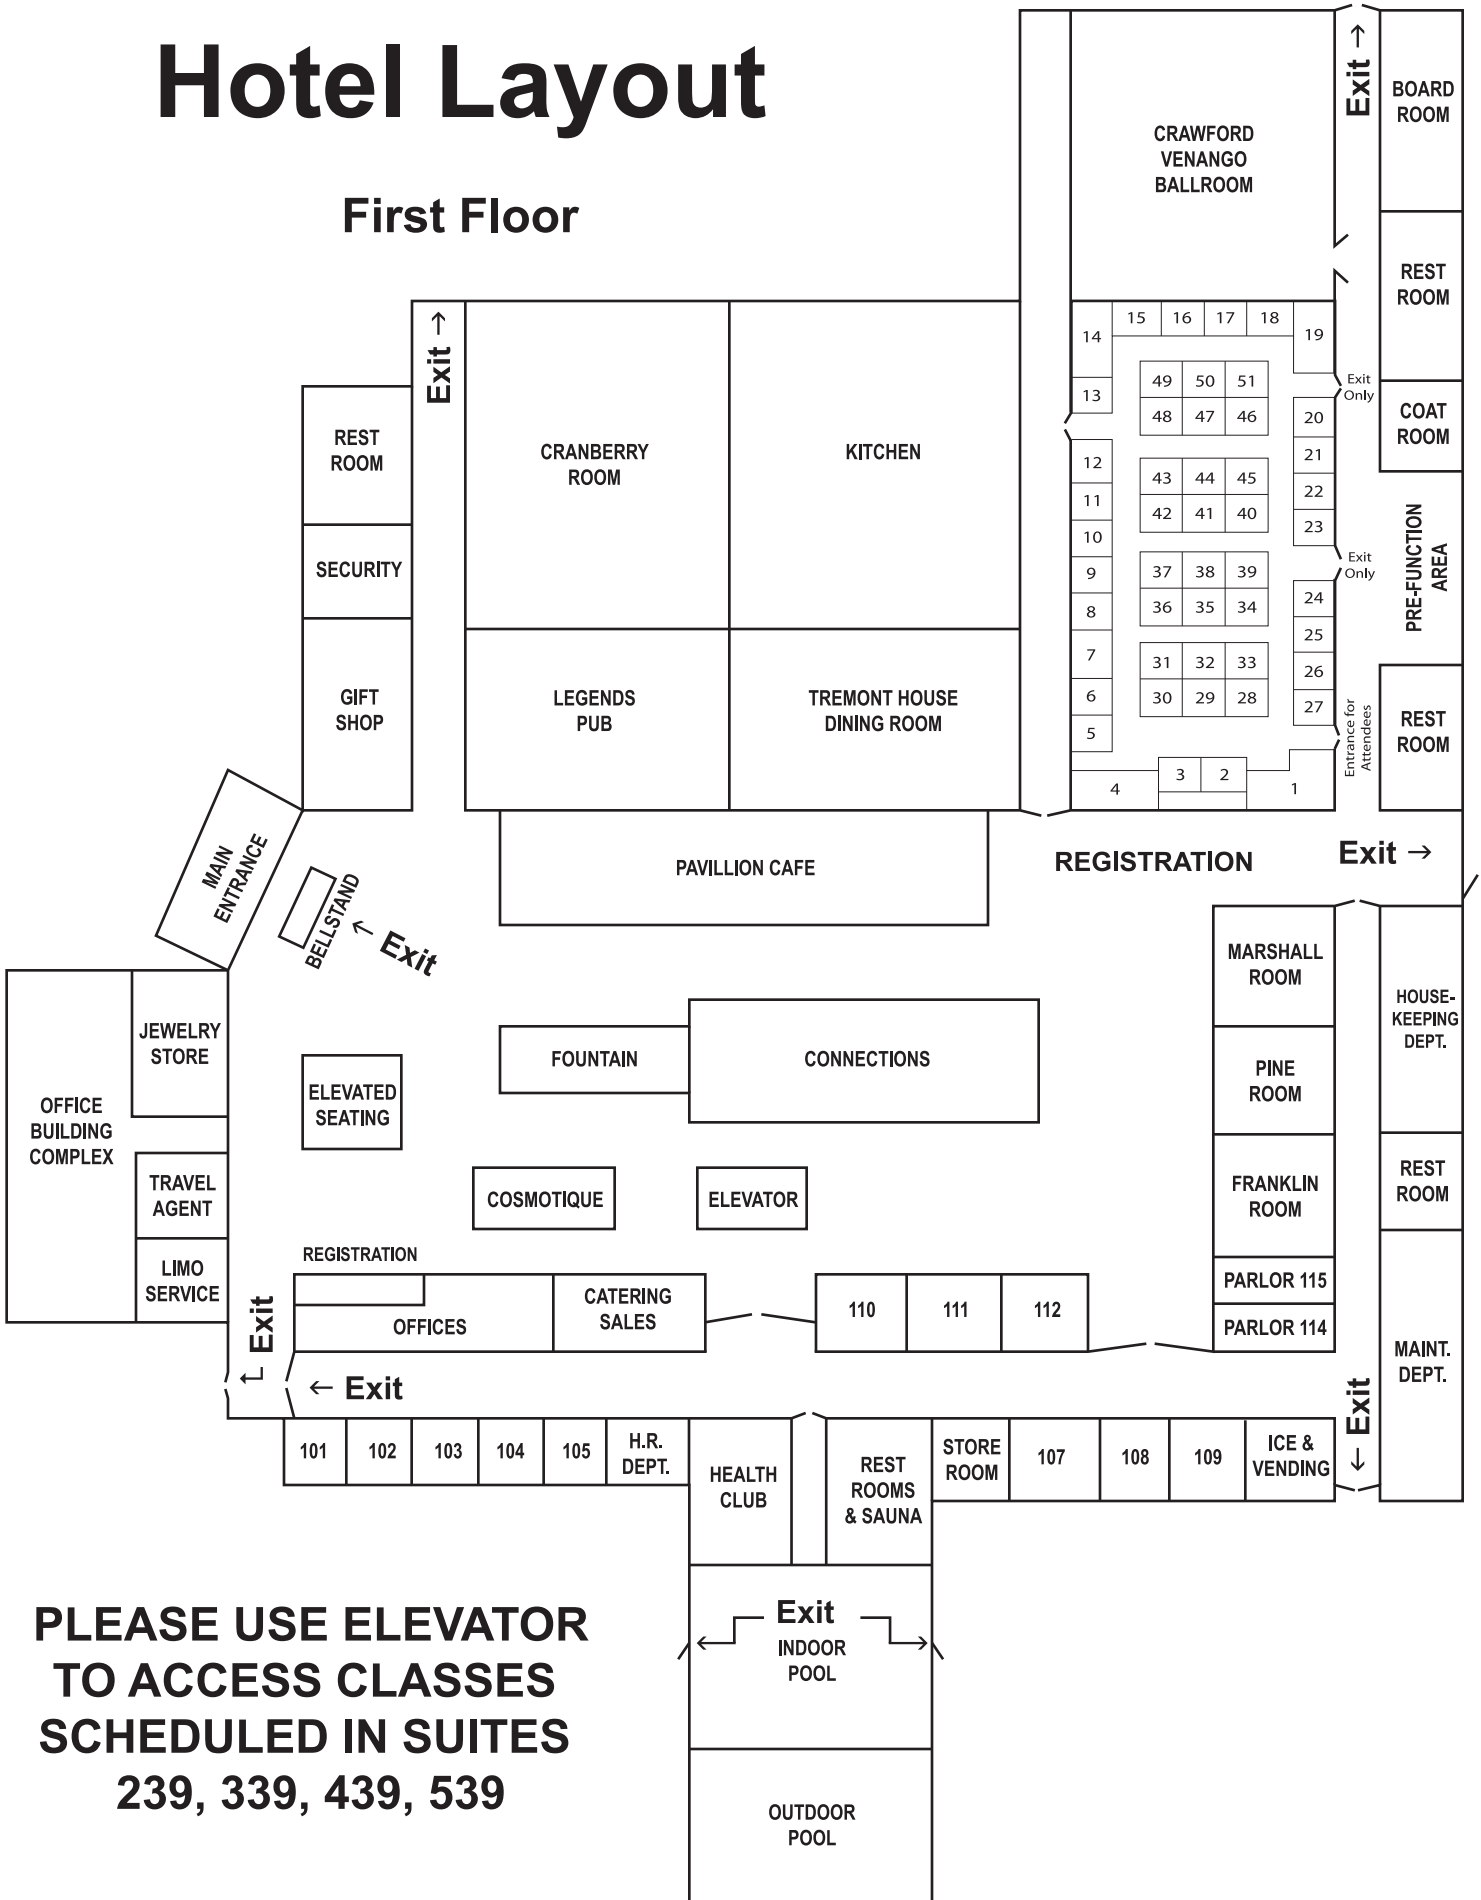 Hotel Layout
First Floor
Exit →
BOARD
ROOM
CRAWFORD
VENANGO
BALLROOM
REST
ROOM
Exit →
CRANBERRY
ROOM
KITCHEN
REST
ROOM
SECURITY
GIFT
SHOP
LEGENDS
PUB
TREMONT HOUSE
DINING ROOM
14
15
16
17
18
19
13
49
50
51
48
47
46
Exit
Only
COAT
ROOM
20
21
22
23
12
11
10
9
8
7
6
5
43
44
45
42
41
40
37
38
39
36
35
34
31
32
33
30
29
28
Exit
Only
24
25
26
27
PRE-FUNCTION
AREA
Entrance for
Attendees
REST
ROOM
4
3
2
1
MAIN
ENTRANCE
BELLSTAND
← Exit
PAVILLION CAFE
REGISTRATION
Exit →
MARSHALL
ROOM
PINE
ROOM
FRANKLIN
ROOM
PARLOR 115
PARLOR 114
HOUSE-
KEEPING
DEPT.
REST
ROOM
MAINT.
DEPT.
JEWELRY
STORE
OFFICE
BUILDING
COMPLEX
TRAVEL
AGENT
LIMO
SERVICE
ELEVATED
SEATING
FOUNTAIN
CONNECTIONS
COSMOTIQUE
ELEVATOR
REGISTRATION
OFFICES
CATERING
SALES
110
111
112
Exit
← Exit
← Exit
101
102
103
104
105
H.R.
DEPT.
HEALTH
CLUB
REST
ROOMS
& SAUNA
STORE
ROOM
107
108
109
ICE &
VENDING
Exit
INDOOR
POOL
OUTDOOR
POOL
PLEASE USE ELEVATOR
TO ACCESS CLASSES
SCHEDULED IN SUITES
239, 339, 439, 539